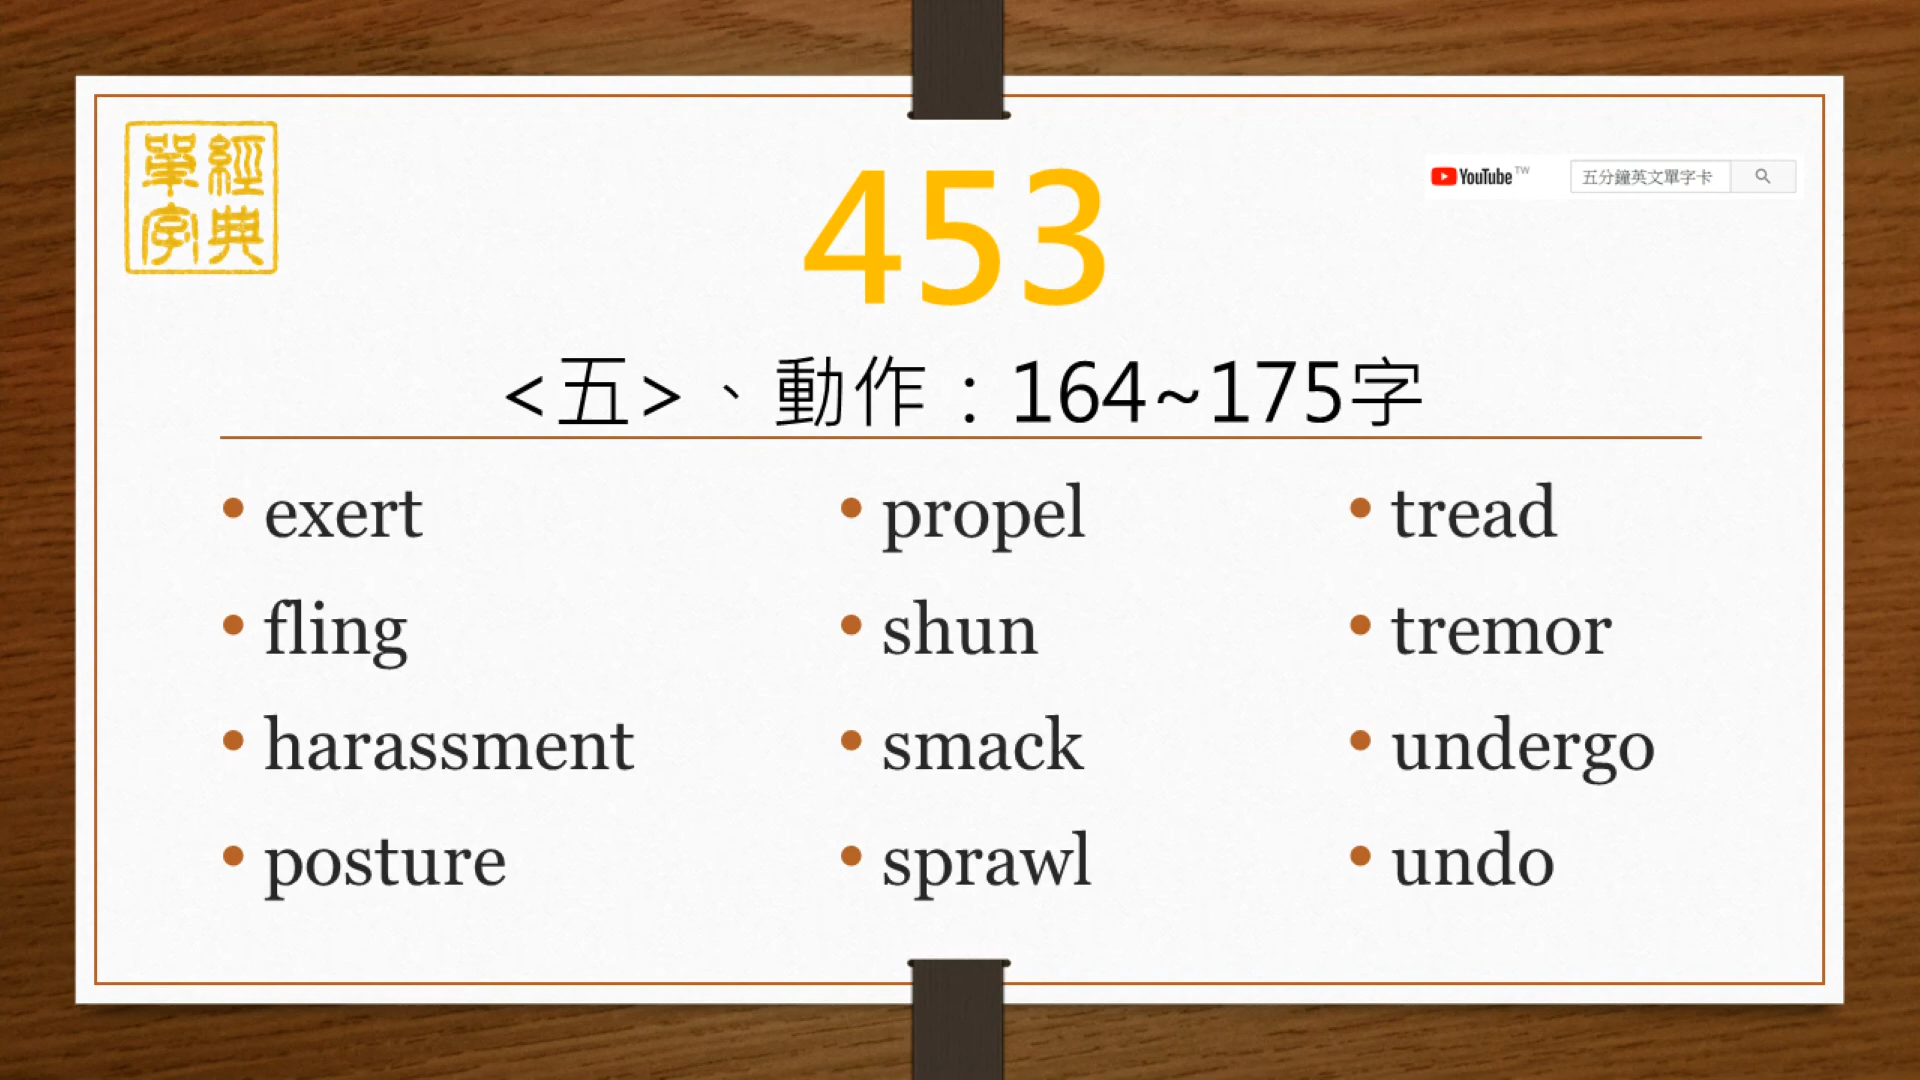 經典
單字
453
YouTube TW
五分鐘英文單字卡
<五>、動作：164~175字
exert
fling
harassment
posture
propel
shun
smack
sprawl
tread
tremor
undergo
undo